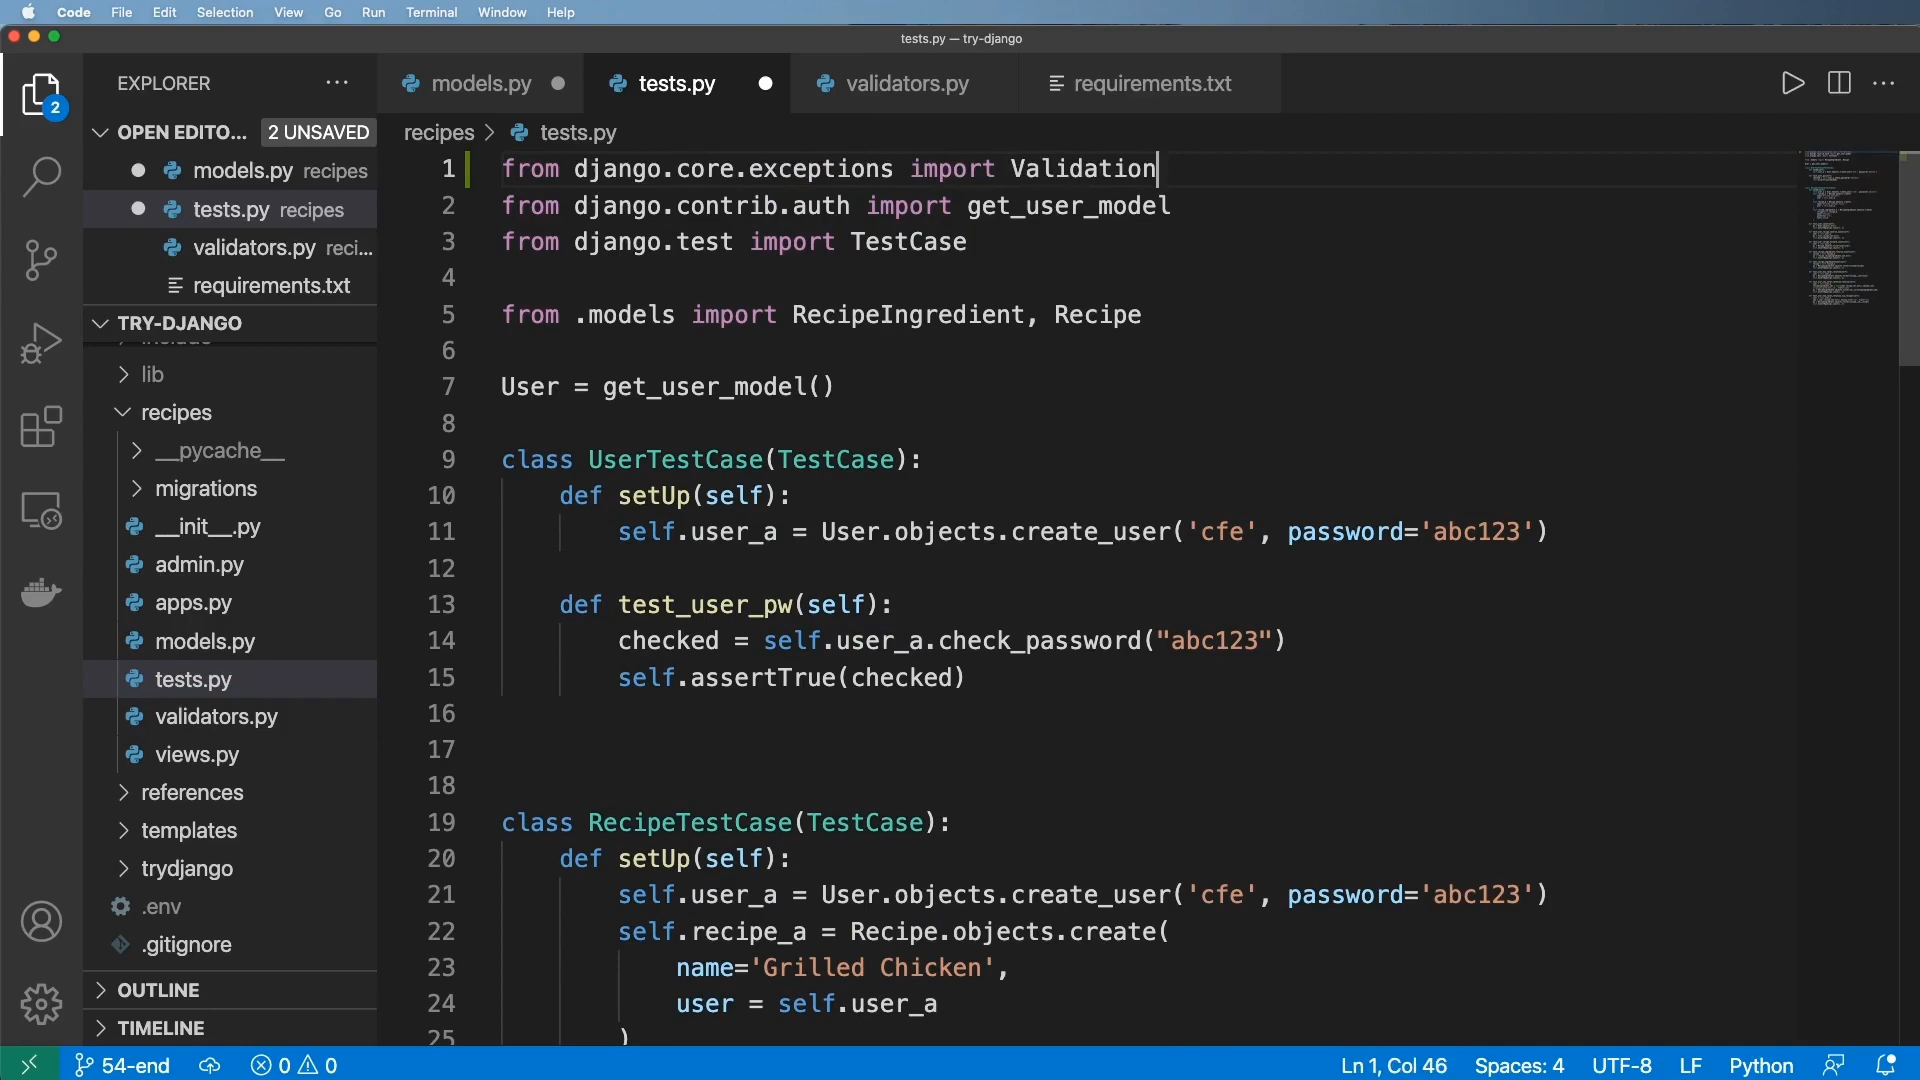 Code File Edit Selection View Go Run Terminal Window Help
tests.py — try-django
EXPLORER
2
OPEN EDITO... 2 UNSAVED
models.py recipes
tests.py recipes
validators.py reci...
requirements.txt
TRY-DJANGO
lib
recipes
__pycache__
migrations
__init__.py
admin.py
apps.py
models.py
tests.py
validators.py
views.py
references
templates
trydjango
.env
.gitignore
OUTLINE
TIMELINE
models.py tests.py validators.py requirements.txt
recipes > tests.py
1 from django.core.exceptions import Validation
2 from django.contrib.auth import get_user_model
3 from django.test import TestCase
4
5 from .models import RecipeIngredient, Recipe
6
7 User = get_user_model()
8
9 class UserTestCase(TestCase):
10 def setUp(self):
11 self.user_a = User.objects.create_user('cfe', password='abc123')
12
13 def test_user_pw(self):
14 checked = self.user_a.check_password("abc123")
15 self.assertTrue(checked)
16
17
18
19 class RecipeTestCase(TestCase):
20 def setUp(self):
21 self.user_a = User.objects.create_user('cfe', password='abc123')
22 self.recipe_a = Recipe.objects.create(
23 name='Grilled Chicken',
24 user = self.user_a
25 )
54-end 0 0 Ln 1, Col 46 Spaces: 4 UTF-8 LF Python